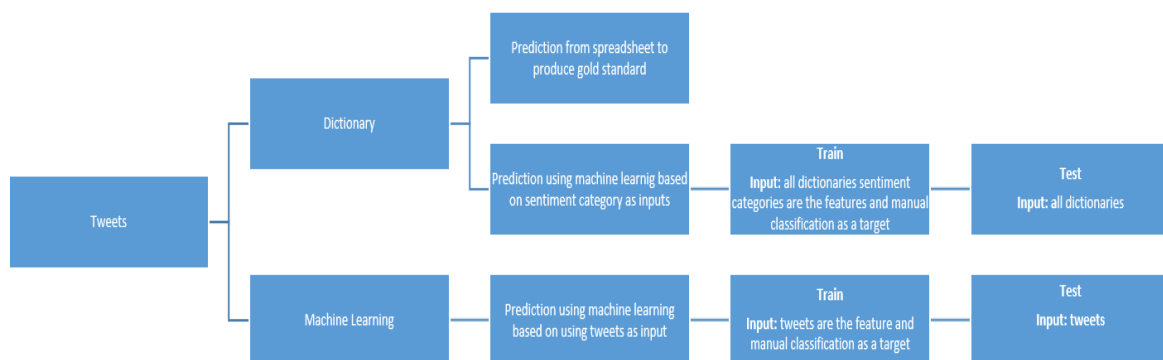 Tweets
Dictionary
Prediction from spreadsheet to
produce gold standard
Prediction using machine learnig based
on sentiment category as inputs
Train
Input: all dictionaries sentiment
categories are the features and manual
classification as a target
Test
Input: all dictionaries
Machine Learning
Prediction using machine learning
based on using tweets as input
Train
Input: tweets are the feature and
manual classification as a target
Test
Input: tweets